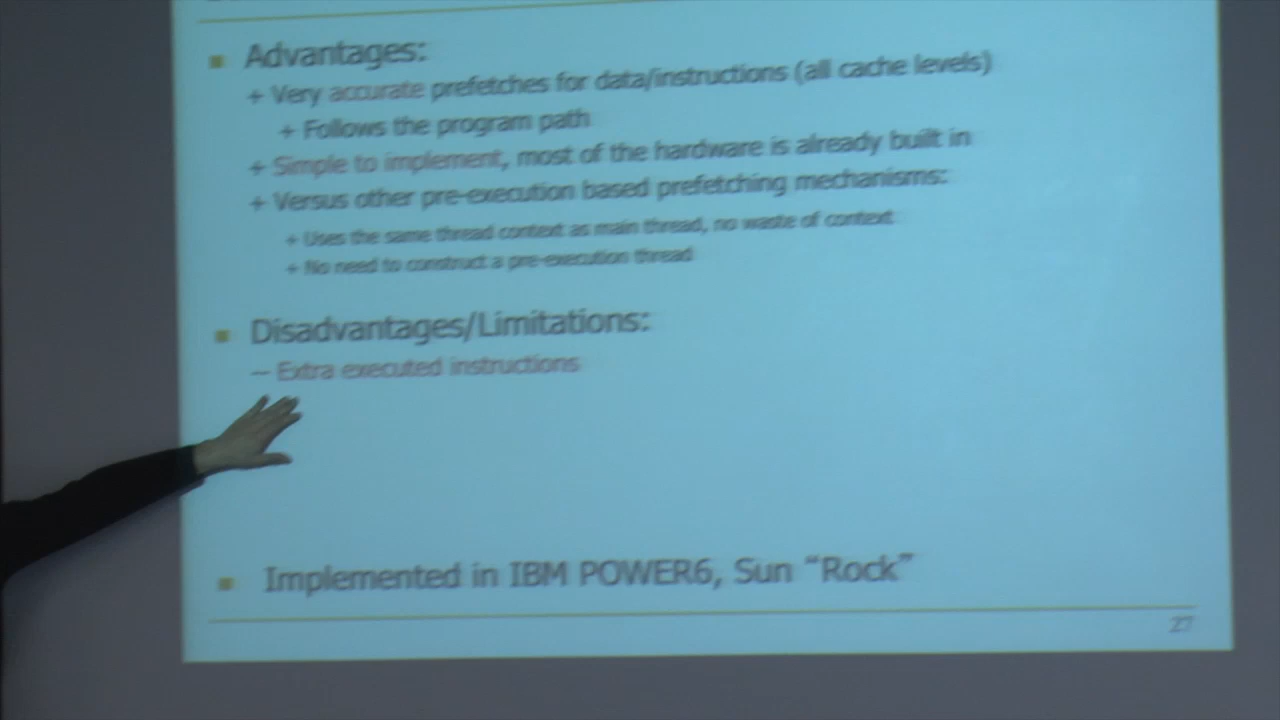 ▪ Advantages:
+ Very accurate prefetches for data/instructions (all cache levels)
+ Follows the program path
+ Simple to implement, most of the hardware is already built in
+ Versus other pre-execution based prefetching mechanisms:
+ Uses the same thread context as main thread, no waste of context
+ No need to construct a pre-execution thread
▪ Disadvantages/Limitations:
-- Extra executed instructions
▪ Implemented in IBM POWER6, Sun “Rock”
27